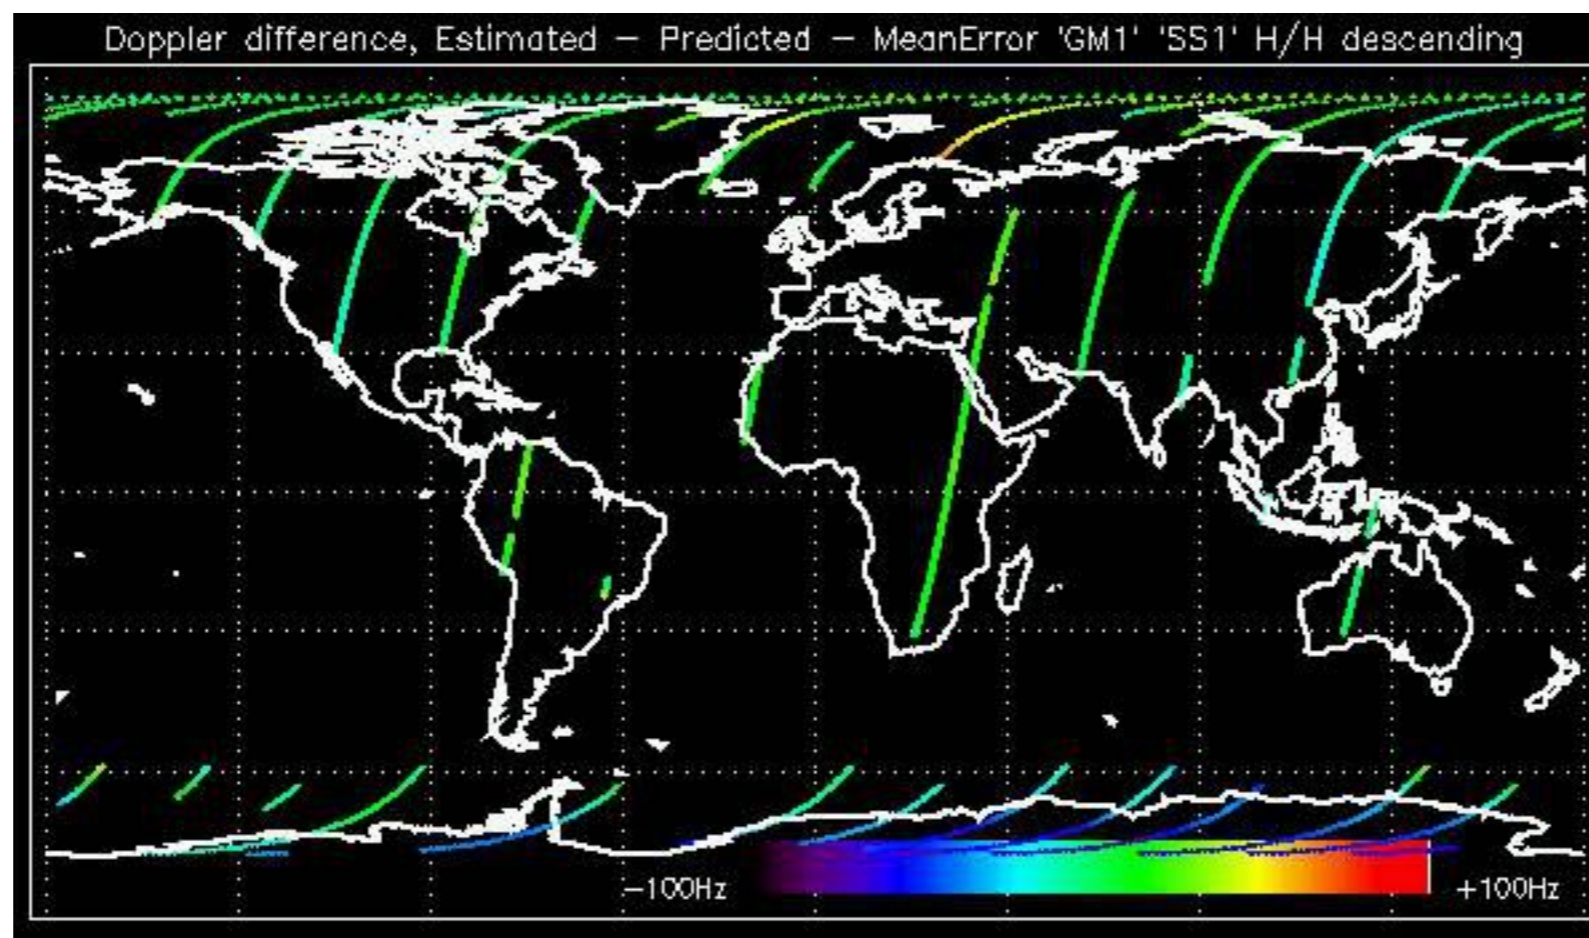 Doppler difference, Estimated – Predicted – MeanError 'GM1' 'SS1' H/H descending
-100Hz +100Hz